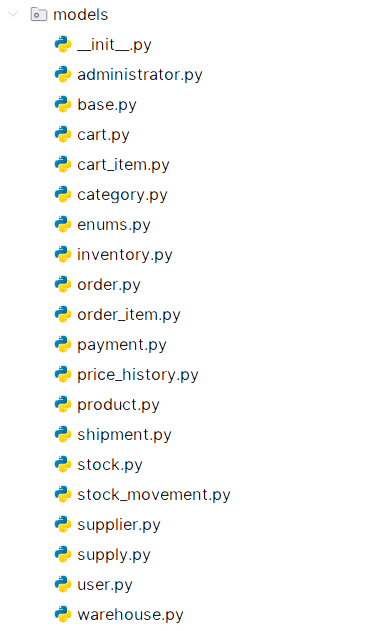 models
__init__.py
administrator.py
base.py
cart.py
cart_item.py
category.py
enums.py
inventory.py
order.py
order_item.py
payment.py
price_history.py
product.py
shipment.py
stock.py
stock_movement.py
supplier.py
supply.py
user.py
warehouse.py